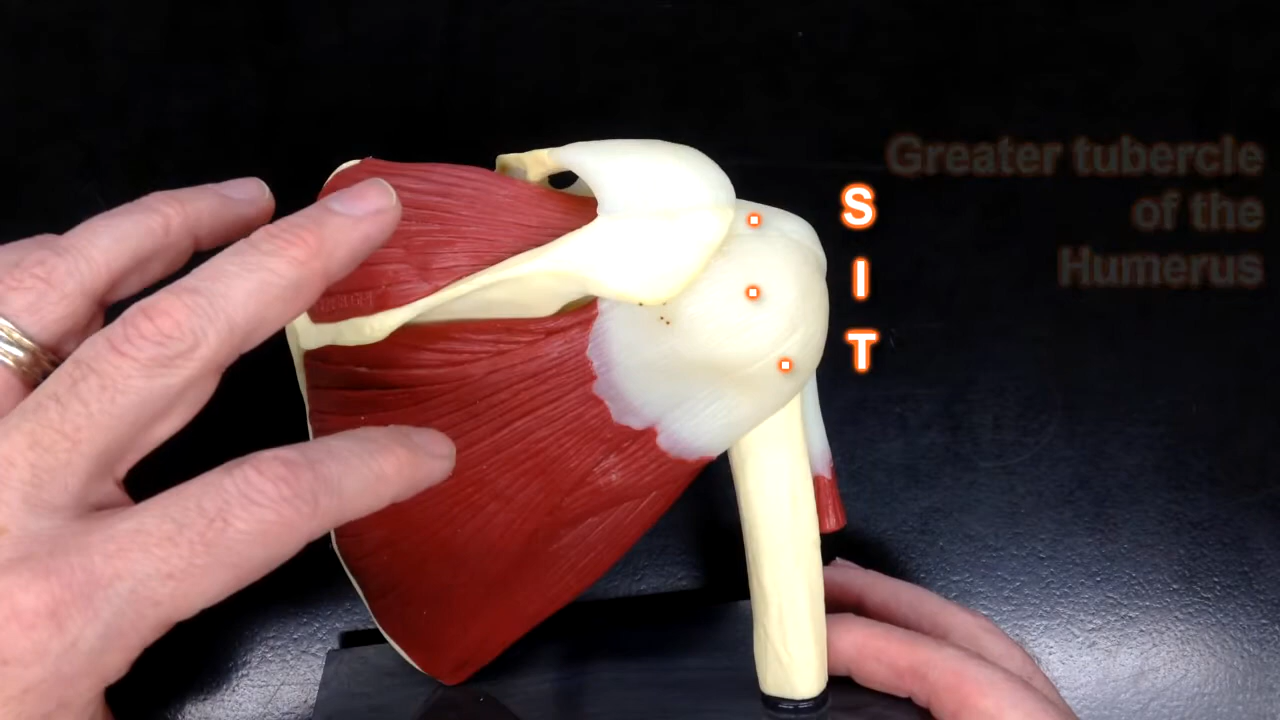 Greater tubercle
of the
Humerus
S
I
T